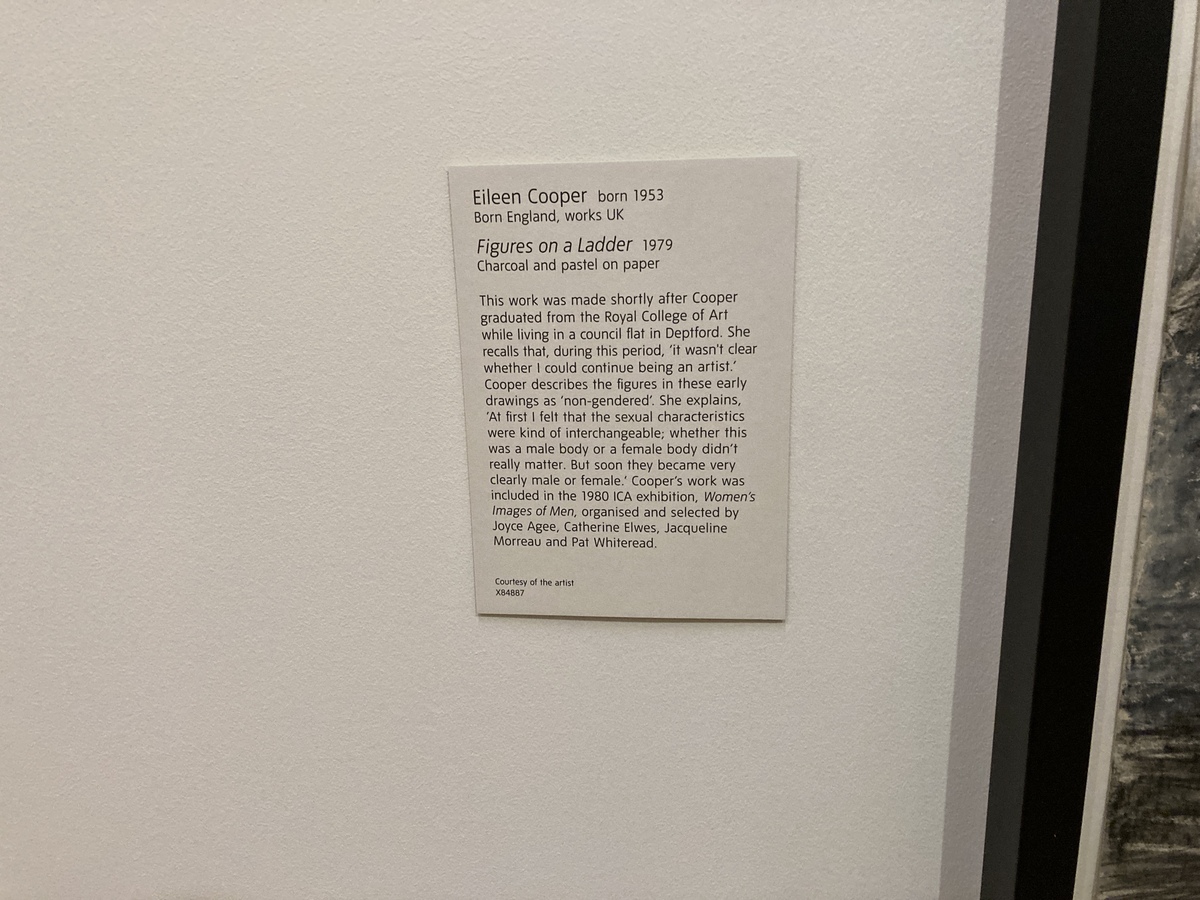 Eileen Cooper born 1953
Born England, works UK
Figures on a Ladder 1979
Charcoal and pastel on paper
This work was made shortly after Cooper
graduated from the Royal College of Art
while living in a council flat in Deptford. She
recalls that, during this period, ‘it wasn't clear
whether I could continue being an artist.’
Cooper describes the figures in these early
drawings as ‘non-gendered’. She explains,
‘At first I felt that the sexual characteristics
were kind of interchangeable; whether this
was a male body or a female body didn’t
really matter. But soon they became very
clearly male or female.’ Cooper’s work was
included in the 1980 ICA exhibition, Women’s
Images of Men, organised and selected by
Joyce Agee, Catherine Elwes, Jacqueline
Morreau and Pat Whiteread.
Courtesy of the artist
X84887